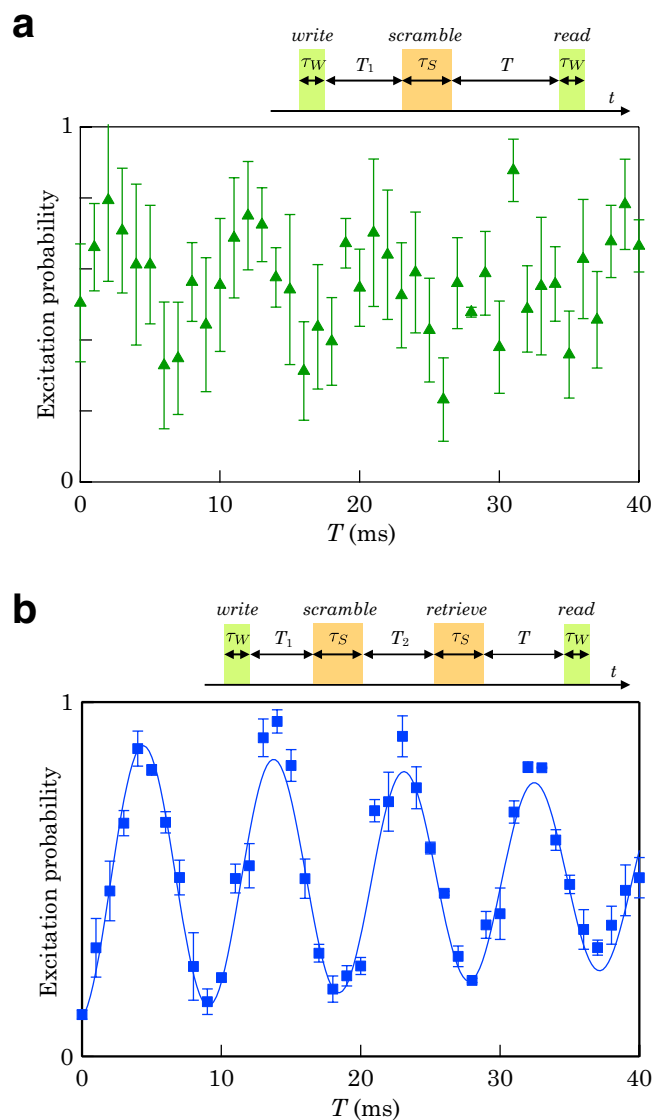 a
write scramble read
τW T1 τS T τW
t
1
Excitation probability
0
0 10 20 30 40
T (ms)
b
write scramble retrieve read
τW T1 τS T2 τS T τW
t
1
Excitation probability
0
0 10 20 30 40
T (ms)